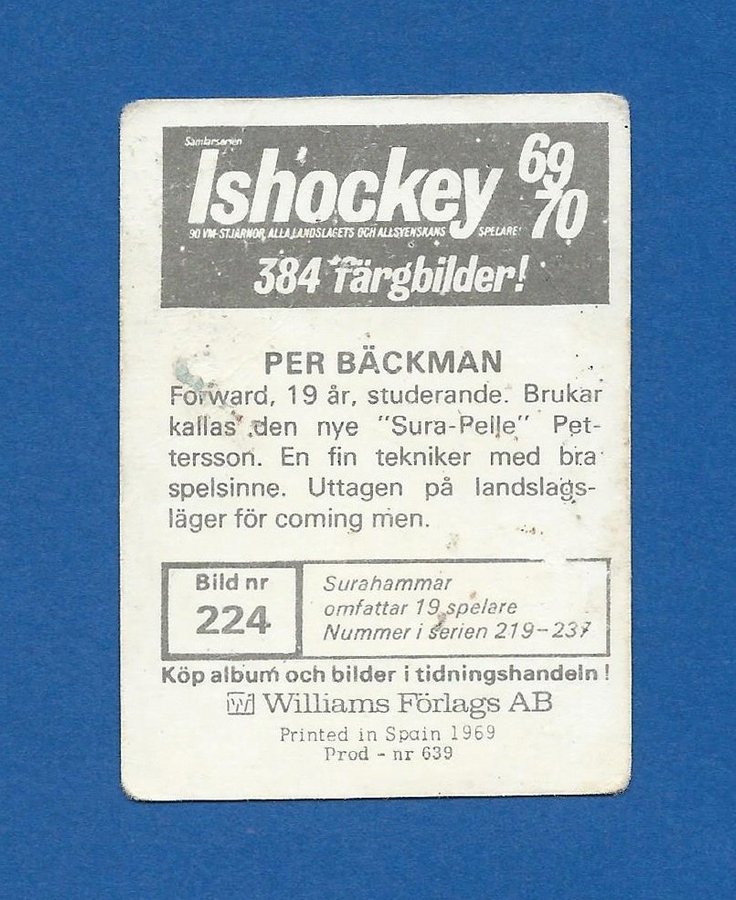 Samlarserien
Ishockey 69
70
90 VM-STJÄRNOR, ALLA LANDSLAGETS OCH ALLSVENSKANS SPELARE!
384 färgbilder!
PER BÄCKMAN
Forward, 19 år, studerande. Brukar
kallas den nye "Sura-Pelle" Pet-
tersson. En fin tekniker med bra
spelsinne. Uttagen på landslags-
läger för coming men.
Bild nr
224
Surahammar
omfattar 19 spelare
Nummer i serien 219-237
Köp album och bilder i tidningshandeln!
W Williams Förlags AB
Printed in Spain 1969
Prod - nr 639